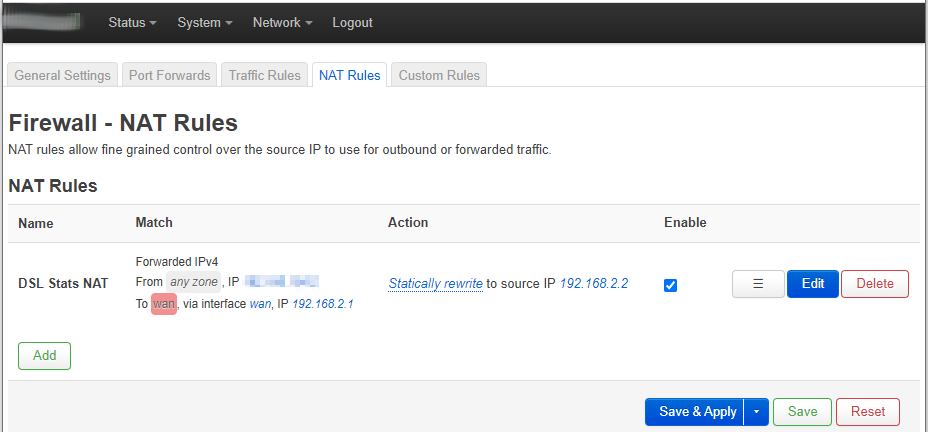 Status System Network Logout
General Settings Port Forwards Traffic Rules NAT Rules Custom Rules
Firewall - NAT Rules
NAT rules allow fine grained control over the source IP to use for outbound or forwarded traffic.
NAT Rules
Name Match Action Enable
Forwarded IPv4
From any zone, IP
DSL Stats NAT Statically rewrite to source IP 192.168.2.2 ☰ Edit Delete
To wan, via interface wan, IP 192.168.2.1
Add
Save & Apply Save Reset